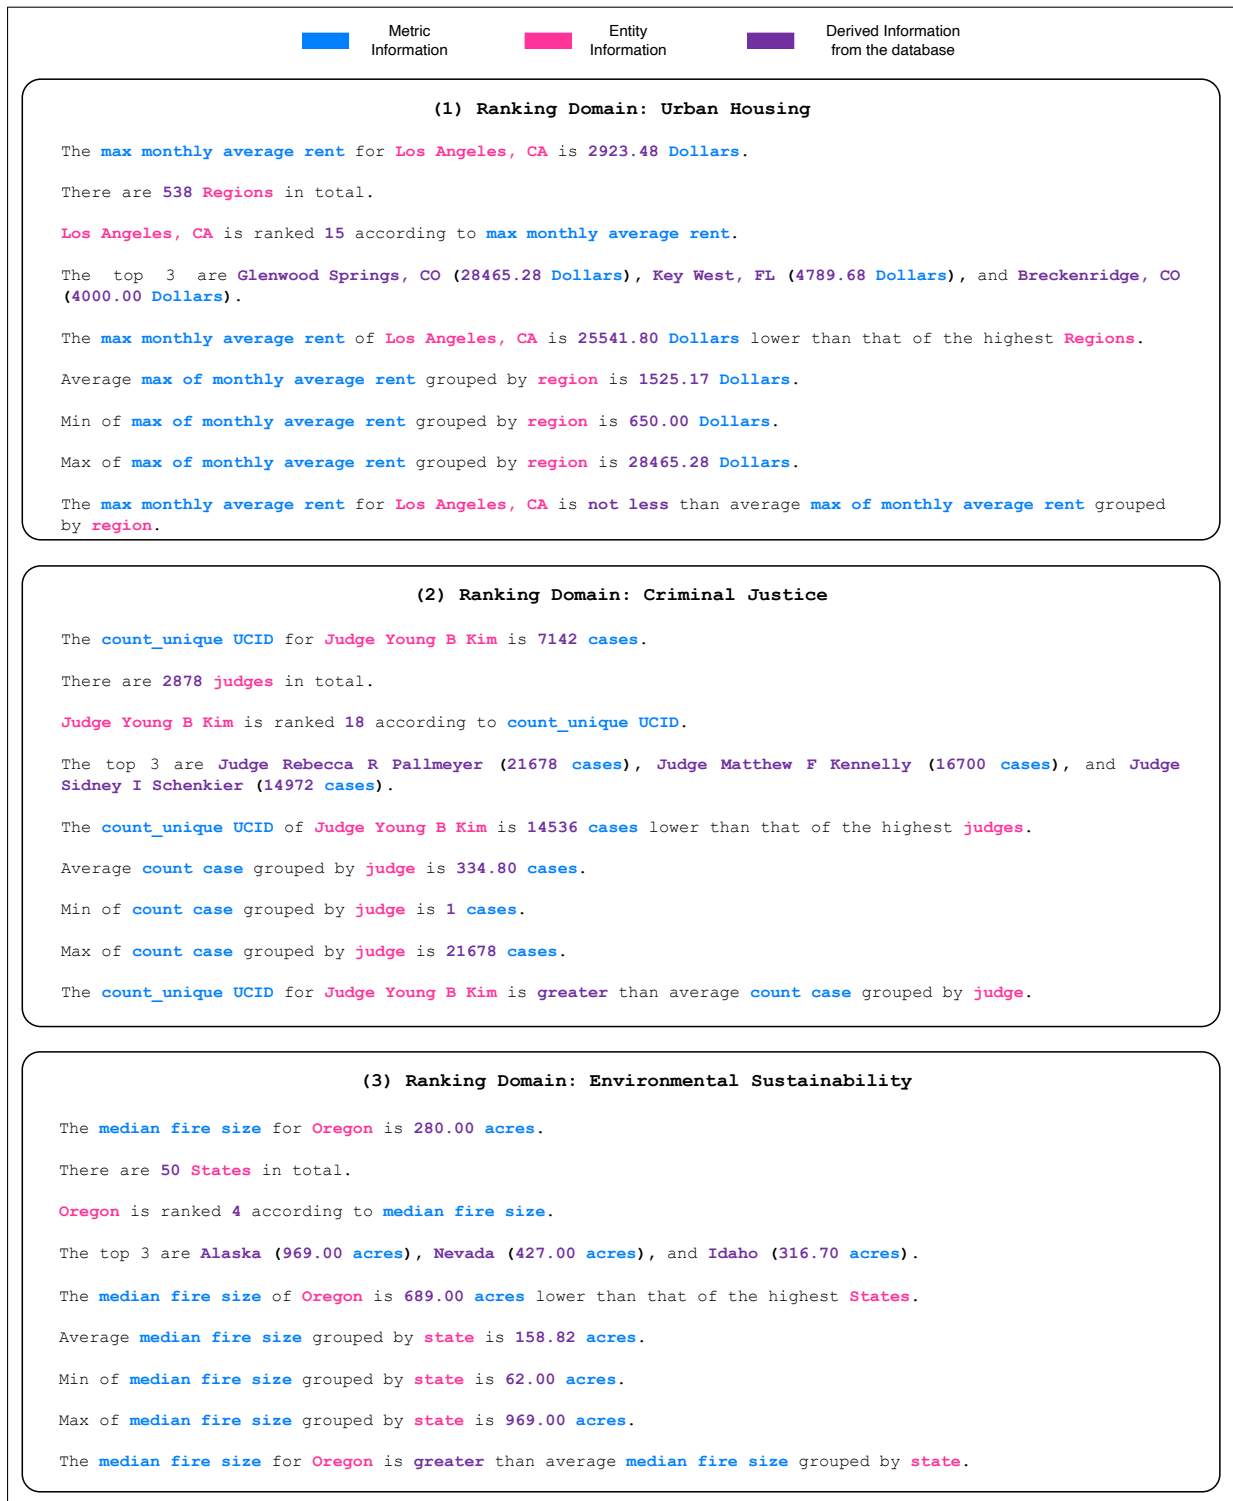 Metric
Information
Entity
Information
Derived Information
from the database
(1) Ranking Domain: Urban Housing
The max monthly average rent for Los Angeles, CA is 2923.48 Dollars.
There are 538 Regions in total.
Los Angeles, CA is ranked 15 according to max monthly average rent.
The top 3 are Glenwood Springs, CO (28465.28 Dollars), Key West, FL (4789.68 Dollars), and Breckenridge, CO
(4000.00 Dollars).
The max monthly average rent of Los Angeles, CA is 25541.80 Dollars lower than that of the highest Regions.
Average max of monthly average rent grouped by region is 1525.17 Dollars.
Min of max of monthly average rent grouped by region is 650.00 Dollars.
Max of max of monthly average rent grouped by region is 28465.28 Dollars.
The max monthly average rent for Los Angeles, CA is not less than average max of monthly average rent grouped
by region.
(2) Ranking Domain: Criminal Justice
The count_unique UCID for Judge Young B Kim is 7142 cases.
There are 2878 judges in total.
Judge Young B Kim is ranked 18 according to count_unique UCID.
The top 3 are Judge Rebecca R Pallmeyer (21678 cases), Judge Matthew F Kennelly (16700 cases), and Judge
Sidney I Schenkier (14972 cases).
The count_unique UCID of Judge Young B Kim is 14536 cases lower than that of the highest judges.
Average count case grouped by judge is 334.80 cases.
Min of count case grouped by judge is 1 cases.
Max of count case grouped by judge is 21678 cases.
The count_unique UCID for Judge Young B Kim is greater than average count case grouped by judge.
(3) Ranking Domain: Environmental Sustainability
The median fire size for Oregon is 280.00 acres.
There are 50 States in total.
Oregon is ranked 4 according to median fire size.
The top 3 are Alaska (969.00 acres), Nevada (427.00 acres), and Idaho (316.70 acres).
The median fire size of Oregon is 689.00 acres lower than that of the highest States.
Average median fire size grouped by state is 158.82 acres.
Min of median fire size grouped by state is 62.00 acres.
Max of median fire size grouped by state is 969.00 acres.
The median fire size for Oregon is greater than average median fire size grouped by state.